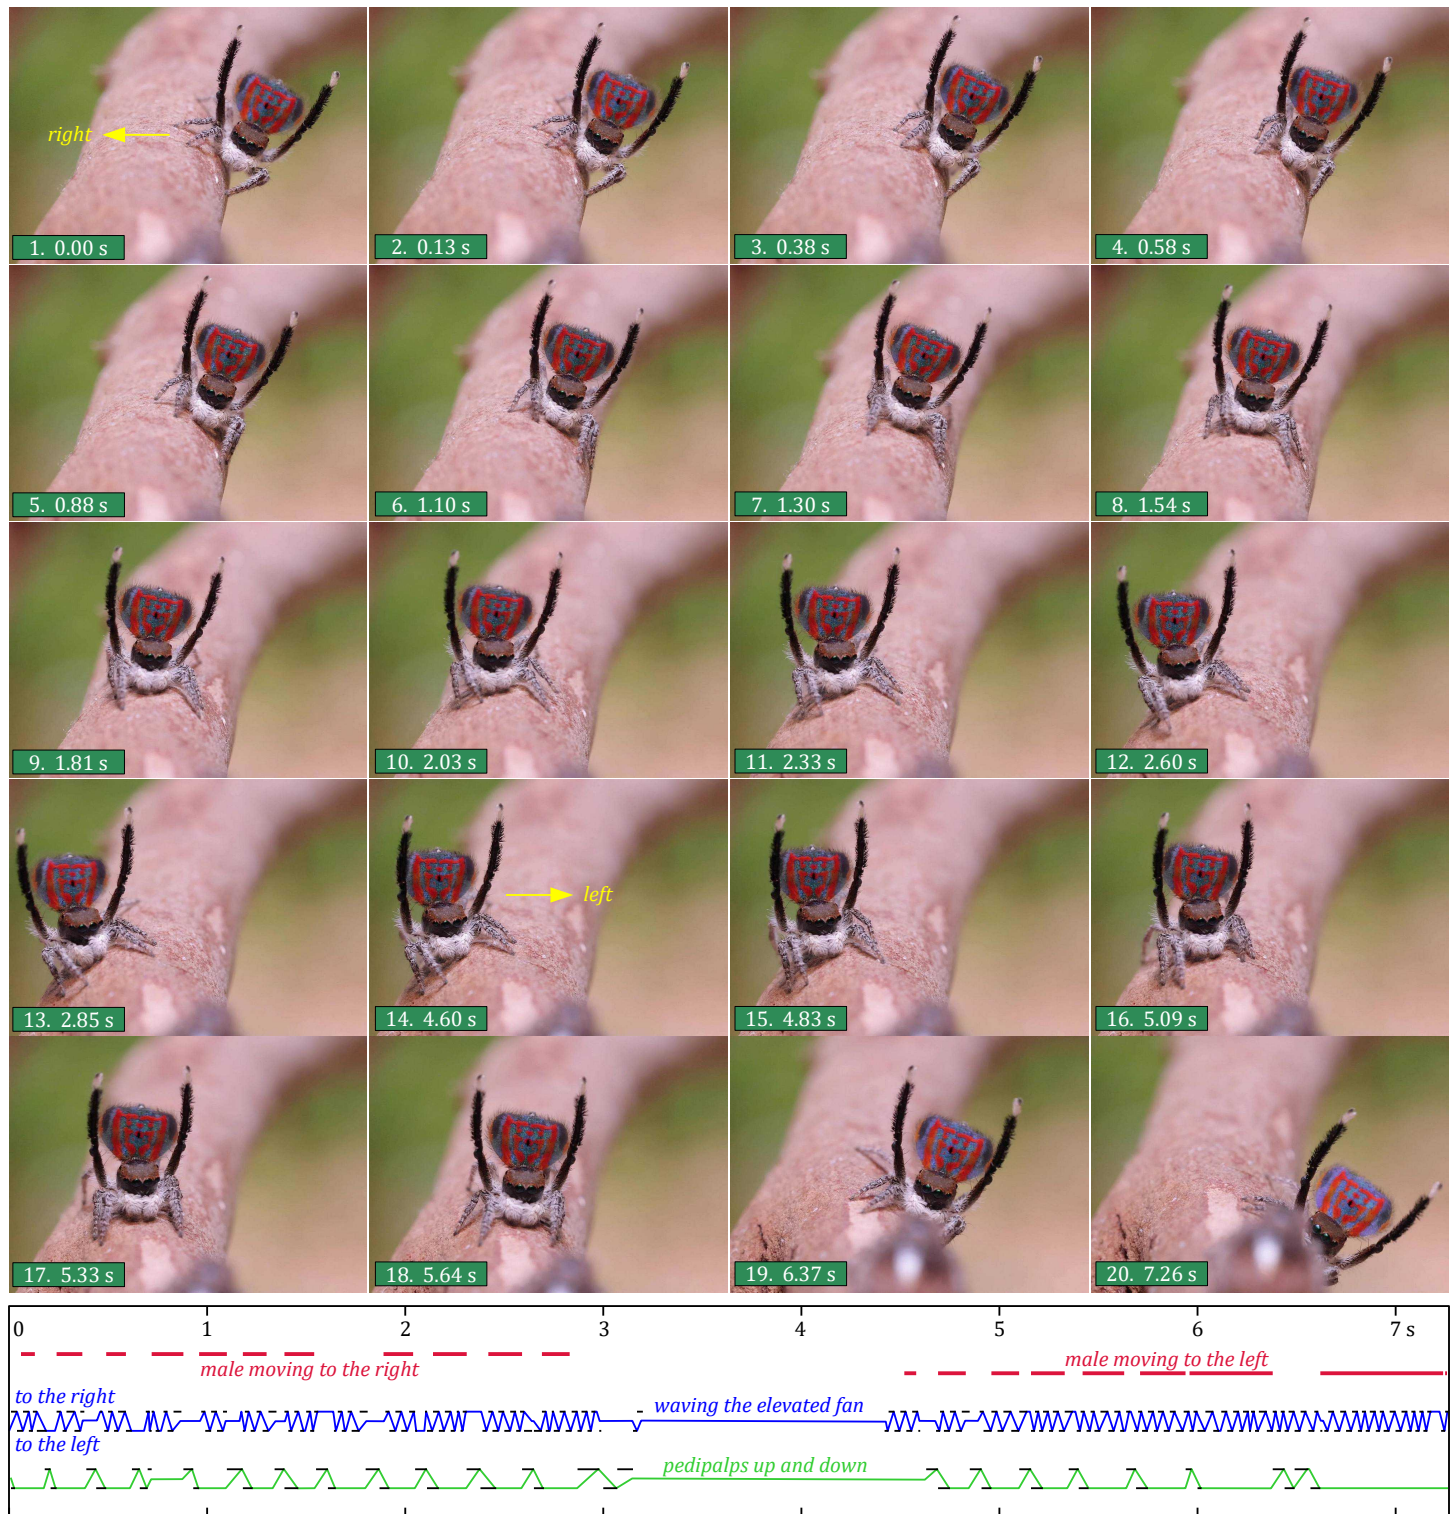 right
1. 0.00 s
2. 0.13 s
3. 0.38 s
4. 0.58 s
5. 0.88 s
6. 1.10 s
7. 1.30 s
8. 1.54 s
9. 1.81 s
10. 2.03 s
11. 2.33 s
12. 2.60 s
left
13. 2.85 s
14. 4.60 s
15. 4.83 s
16. 5.09 s
17. 5.33 s
18. 5.64 s
19. 6.37 s
20. 7.26 s
0 1 2 3 4 5 6 7 s
male moving to the right
male moving to the left
to the right
waving the elevated fan
to the left
pedipalps up and down